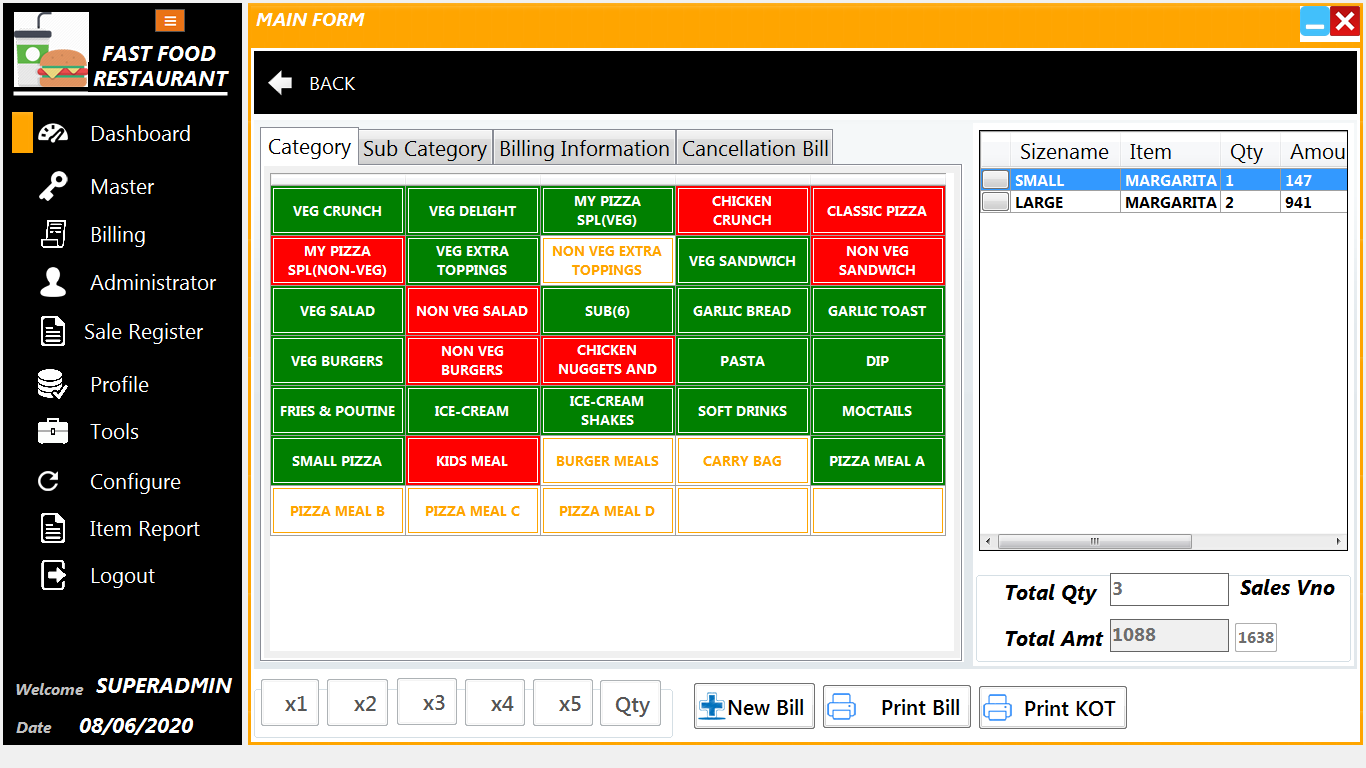 FAST FOOD
RESTAURANT
Dashboard
Master
Billing
Administrator
Sale Register
Profile
Tools
Configure
Item Report
Logout
Welcome SUPERADMIN
Date 08/06/2020
MAIN FORM
BACK
Category Sub Category Billing Information Cancellation Bill
VEG CRUNCH
VEG DELIGHT
MY PIZZA
SPL(VEG)
CHICKEN
CRUNCH
CLASSIC PIZZA
MY PIZZA
SPL(NON-VEG)
VEG EXTRA
TOPPINGS
NON VEG EXTRA
TOPPINGS
VEG SANDWICH
NON VEG
SANDWICH
VEG SALAD
NON VEG SALAD
SUB(6)
GARLIC BREAD
GARLIC TOAST
VEG BURGERS
NON VEG
BURGERS
CHICKEN
NUGGETS AND
PASTA
DIP
FRIES & POUTINE
ICE-CREAM
ICE-CREAM
SHAKES
SOFT DRINKS
MOCTAILS
SMALL PIZZA
KIDS MEAL
BURGER MEALS
CARRY BAG
PIZZA MEAL A
PIZZA MEAL B
PIZZA MEAL C
PIZZA MEAL D
Sizename Item Qty Amou
SMALL MARGARITA 1 147
LARGE MARGARITA 2 941
Total Qty 3 Sales Vno
Total Amt 1088 1638
x1 x2 x3 x4 x5 Qty
New Bill Print Bill Print KOT